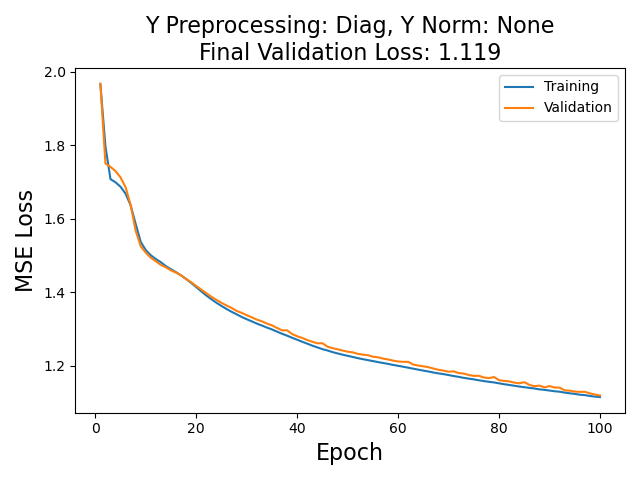 Y Preprocessing: Diag, Y Norm: None
Final Validation Loss: 1.119
2.0
1.8
1.6
1.4
1.2
MSE Loss
Training
Validation
0
20
40
60
80
100
Epoch